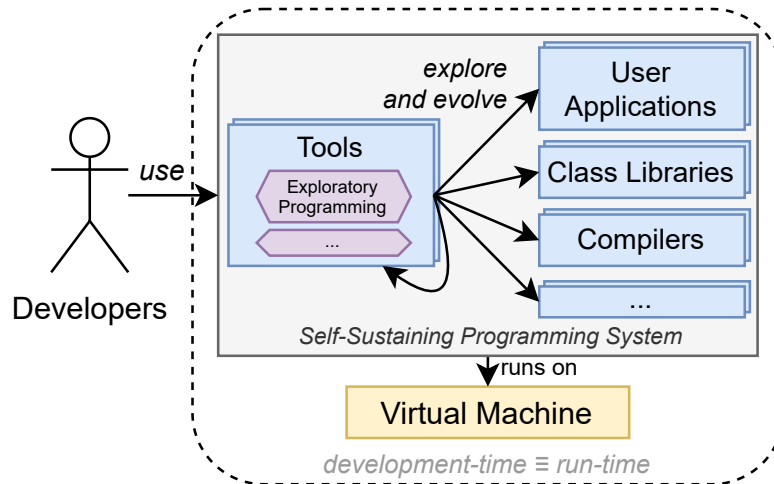 explore
and evolve
User
Applications
use
Tools
Exploratory
Programming
...
Class Libraries
Compilers
...
Developers
Self-Sustaining Programming System
runs on
Virtual Machine
development-time ≡ run-time